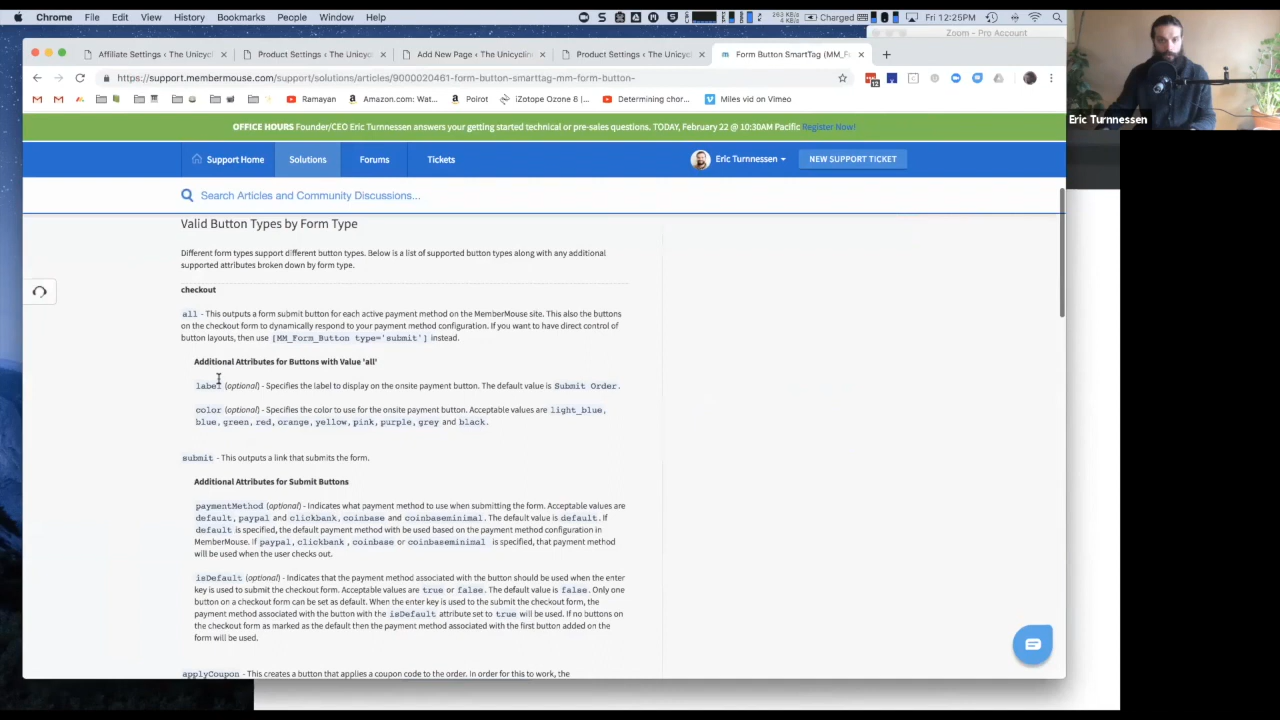 Chrome File Edit View History Bookmarks People Window Help
263 KB
4 KB/s
Charged
Fri 12:25PM
Zoom - Pro Account
Affiliate Settings ‹ The Unicycl
Product Settings ‹ The Unicyc
Add New Page ‹ The Unicyclin
Product Settings ‹ The Unicyc
Form Button SmartTag (MM_Fo
https://support.membermouse.com/support/solutions/articles/9000020461-form-button-smarttag-mm-form-button-
12
Ramayan
Amazon.com: Wat...
Poirot
iZotope Ozone 8 |...
Determining chor...
Miles vid on Vimeo
Eric Turnnessen
OFFICE HOURS Founder/CEO Eric Turnnessen answers your getting started technical or pre-sales questions. TODAY, February 22 @ 10:30AM Pacific Register Now!
Support Home
Solutions
Forums
Tickets
Eric Turnnessen
NEW SUPPORT TICKET
Search Articles and Community Discussions...
Valid Button Types by Form Type
Different form types support different button types. Below is a list of supported button types along with any additional
supported attributes broken down by form type.
checkout
all - This outputs a form submit button for each active payment method on the MemberMouse site. This also the buttons
on the checkout form to dynamically respond to your payment method configuration. If you want to have direct control of
button layouts, then use [MM_Form_Button type='submit'] instead.
Additional Attributes for Buttons with Value 'all'
label (optional) - Specifies the label to display on the onsite payment button. The default value is Submit Order.
color (optional) - Specifies the color to use for the onsite payment button. Acceptable values are light_blue,
blue, green, red, orange, yellow, pink, purple, grey and black.
submit - This outputs a link that submits the form.
Additional Attributes for Submit Buttons
paymentMethod (optional) - Indicates what payment method to use when submitting the form. Acceptable values are
default, paypal and clickbank, coinbase and coinbaseminimal. The default value is default. If
default is specified, the default payment method with be used based on the payment method configuration in
MemberMouse. If paypal, clickbank , coinbase or coinbaseminimal is specified, that payment method
will be used when the user checks out.
isDefault (optional) - Indicates that the payment method associated with the button should be used when the enter
key is used to submit the checkout form. Acceptable values are true or false. The default value is false. Only one
button on a checkout form can be set as default. When the enter key is used to the submit the checkout form, the
payment method associated with the button with the isDefault attribute set to true will be used. If no buttons on
the checkout form as marked as the default then the payment method associated with the first button added on the
form will be used.
applyCoupon - This creates a button that applies a coupon code to the order. In order for this to work, the